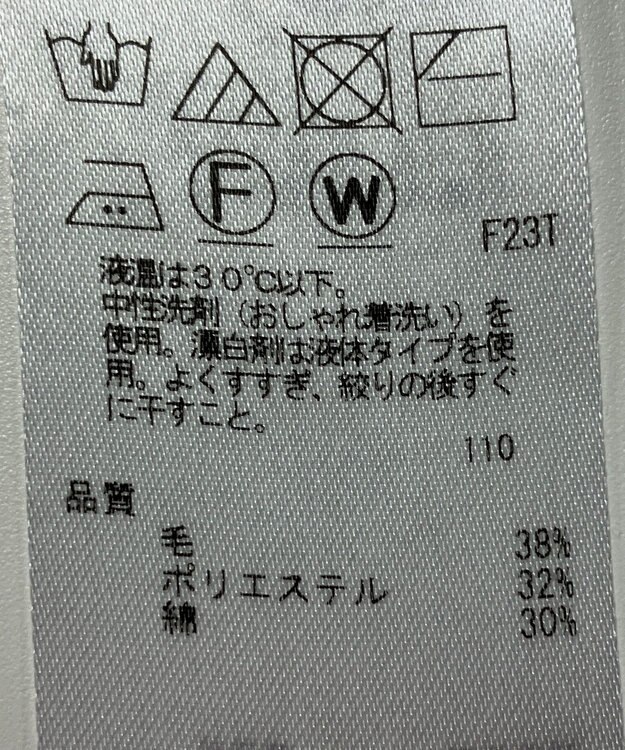 F
W
F23T
液温は30℃以下。
中性洗剤（おしゃれ着洗い）を
使用。漂白剤は液体タイプを使
用。よくすすぎ、絞りの後すぐ
に干すこと。
110
品質
毛 38%
ポリエステル 32%
綿 30%